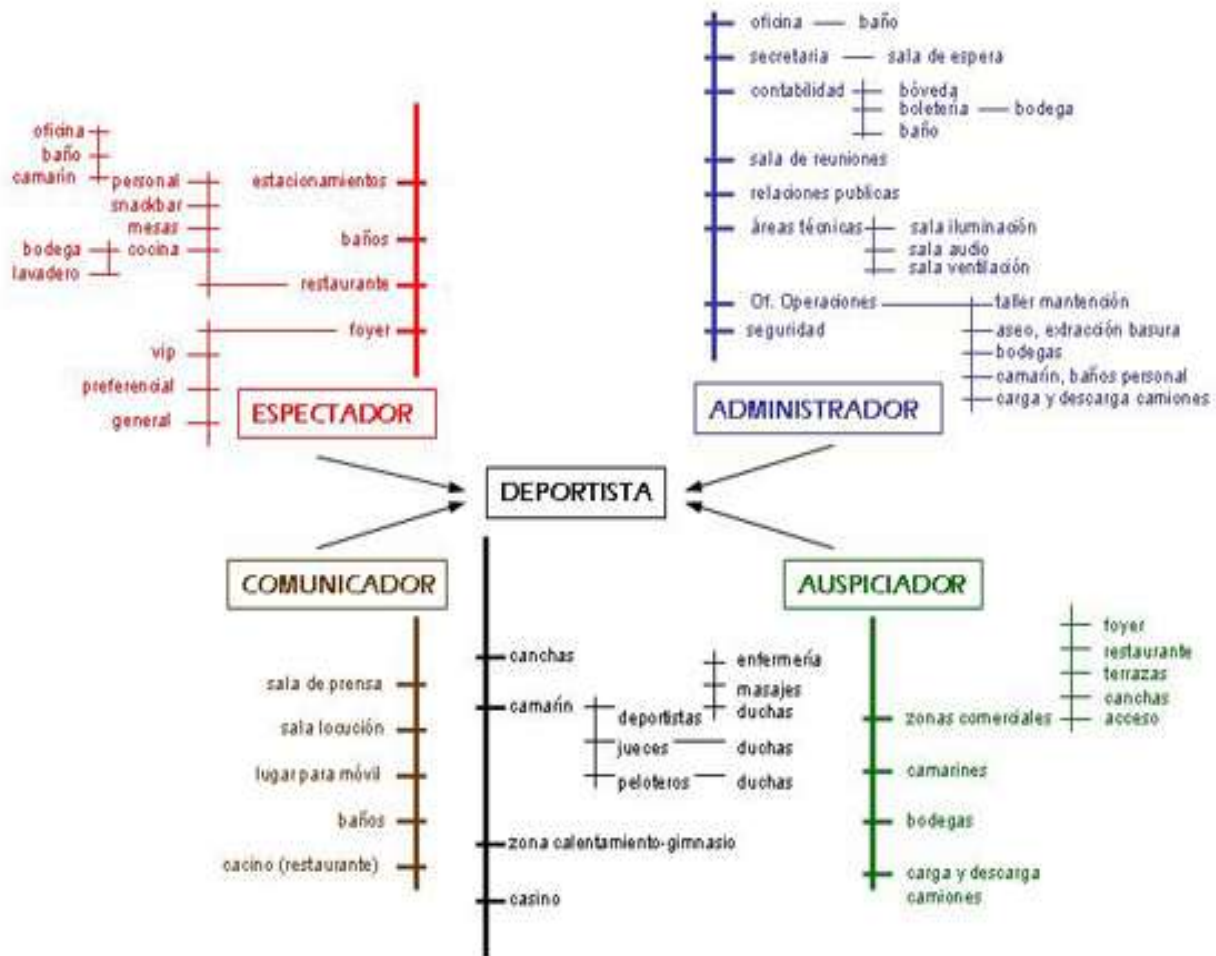 oficina
baño
camarín
personal
snackbar
mesas
cocina
bodega
lavadero
estacionamientos
baños
restaurante
foyer
vip
preferencial
general
ESPECTADOR
oficina baño
secretaria sala de espera
contabilidad bóveda
boletería bodega
baño
sala de reuniones
relaciones publicas
áreas técnicas sala iluminación
sala audio
sala ventilación
Of. Operaciones taller mantención
seguridad aseo, extracción basura
bodegas
camarín, baños personal
carga y descarga camiones
ADMINISTRADOR
DEPORTISTA
COMUNICADOR
sala de prensa
sala locución
lugar para móvil
baños
cacino (restaurante)
canchas
camarín
deportistas
enfermería
masajes
duchas
jueces duchas
peloteros duchas
zona calentamiento-gimnasio
casino
AUSPICIADOR
foyer
restaurante
terrazas
canchas
zonas comerciales acceso
camarines
bodegas
carga y descarga
camiones